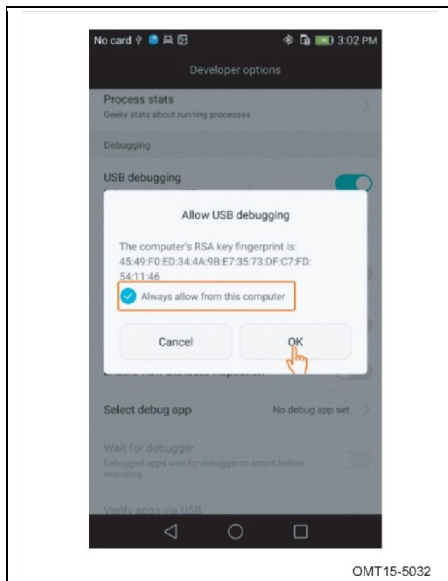 No card 3:02 PM
Developer options
Process stats
Geeky stats about running processes
Debugging
USB debugging
Allow USB debugging
The computer's RSA key fingerprint is:
45:49:F0:ED:34:4A:9B:E7:35:73:DF:C7:FD:
54:11:46
Always allow from this computer
Cancel OK
Select debug app No debug app set
Wait for debugger
Debugged apps wait for debugger to attach before
executing
Verify apps via USB
OMT15-5032